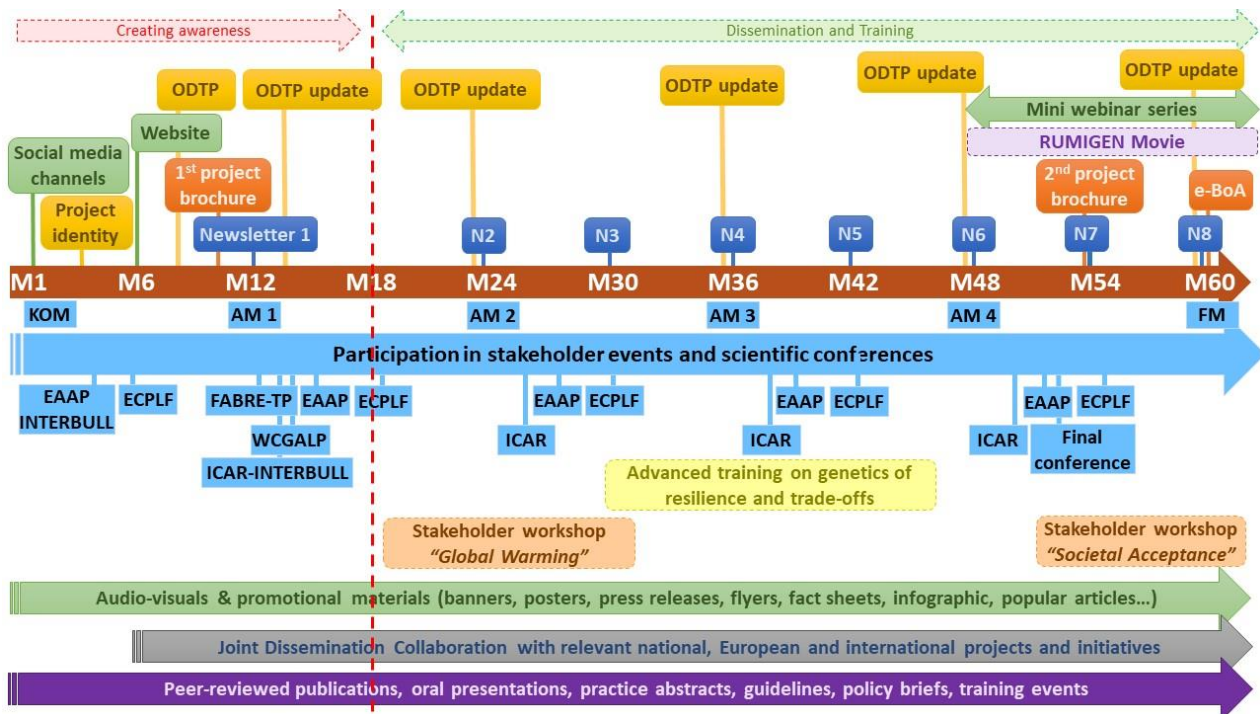 Creating awareness
Dissemination and Training
ODTP
ODTP update
ODTP update
ODTP update
ODTP update
ODTP update
Mini webinar series
RUMIGEN Movie
Website
Social media
channels
1st project
brochure
2nd project
brochure
e-BoA
Project
identity
Newsletter 1
N2
N3
N4
N5
N6
N7
N8
M1
M6
M12
M18
M24
M30
M36
M42
M48
M54
M60
KOM
AM 1
AM 2
AM 3
AM 4
FM
Participation in stakeholder events and scientific conferences
EAAP
INTERBULL
ECPLF
FABRE-TP
EAAP
ECPLF
EAAP
ECPLF
EAAP
ECPLF
EAAP
ECPLF
WCGALP
ICAR-INTERBULL
ICAR
ICAR
ICAR
Final
conference
Advanced training on genetics of
resilience and trade-offs
Stakeholder workshop
“Global Warming”
Stakeholder workshop
“Societal Acceptance”
Audio-visuals & promotional materials (banners, posters, press releases, flyers, fact sheets, infographic, popular articles…)
Joint Dissemination Collaboration with relevant national, European and international projects and initiatives
Peer-reviewed publications, oral presentations, practice abstracts, guidelines, policy briefs, training events